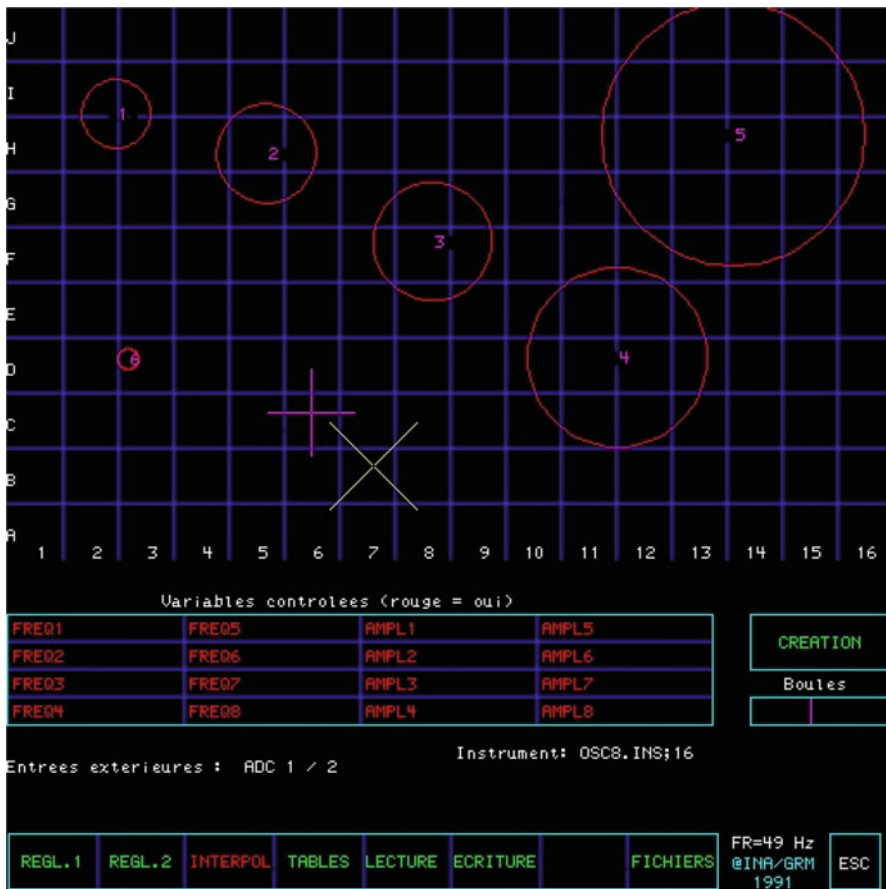 J
I
1
H
2
5
G
3
F
E
6
4
D
C
B
A
1 2 3 4 5 6 7 8 9 10 11 12 13 14 15 16
Variables controlees (rouge = oui)
FREQ1 FREQ5 AMPL1 AMPL5
FREQ2 FREQ6 AMPL2 AMPL6
FREQ3 FREQ7 AMPL3 AMPL7
FREQ4 FREQ8 AMPL4 AMPL8
CREATION
Boules
Instrument: OSC8.INS;16
Entrees exterieures : ADC 1 / 2
REGL.1 REGL.2 INTERPOL TABLES LECTURE ECRITURE FICHIERS
FR=49 Hz
@INA/GRM
1991
ESC